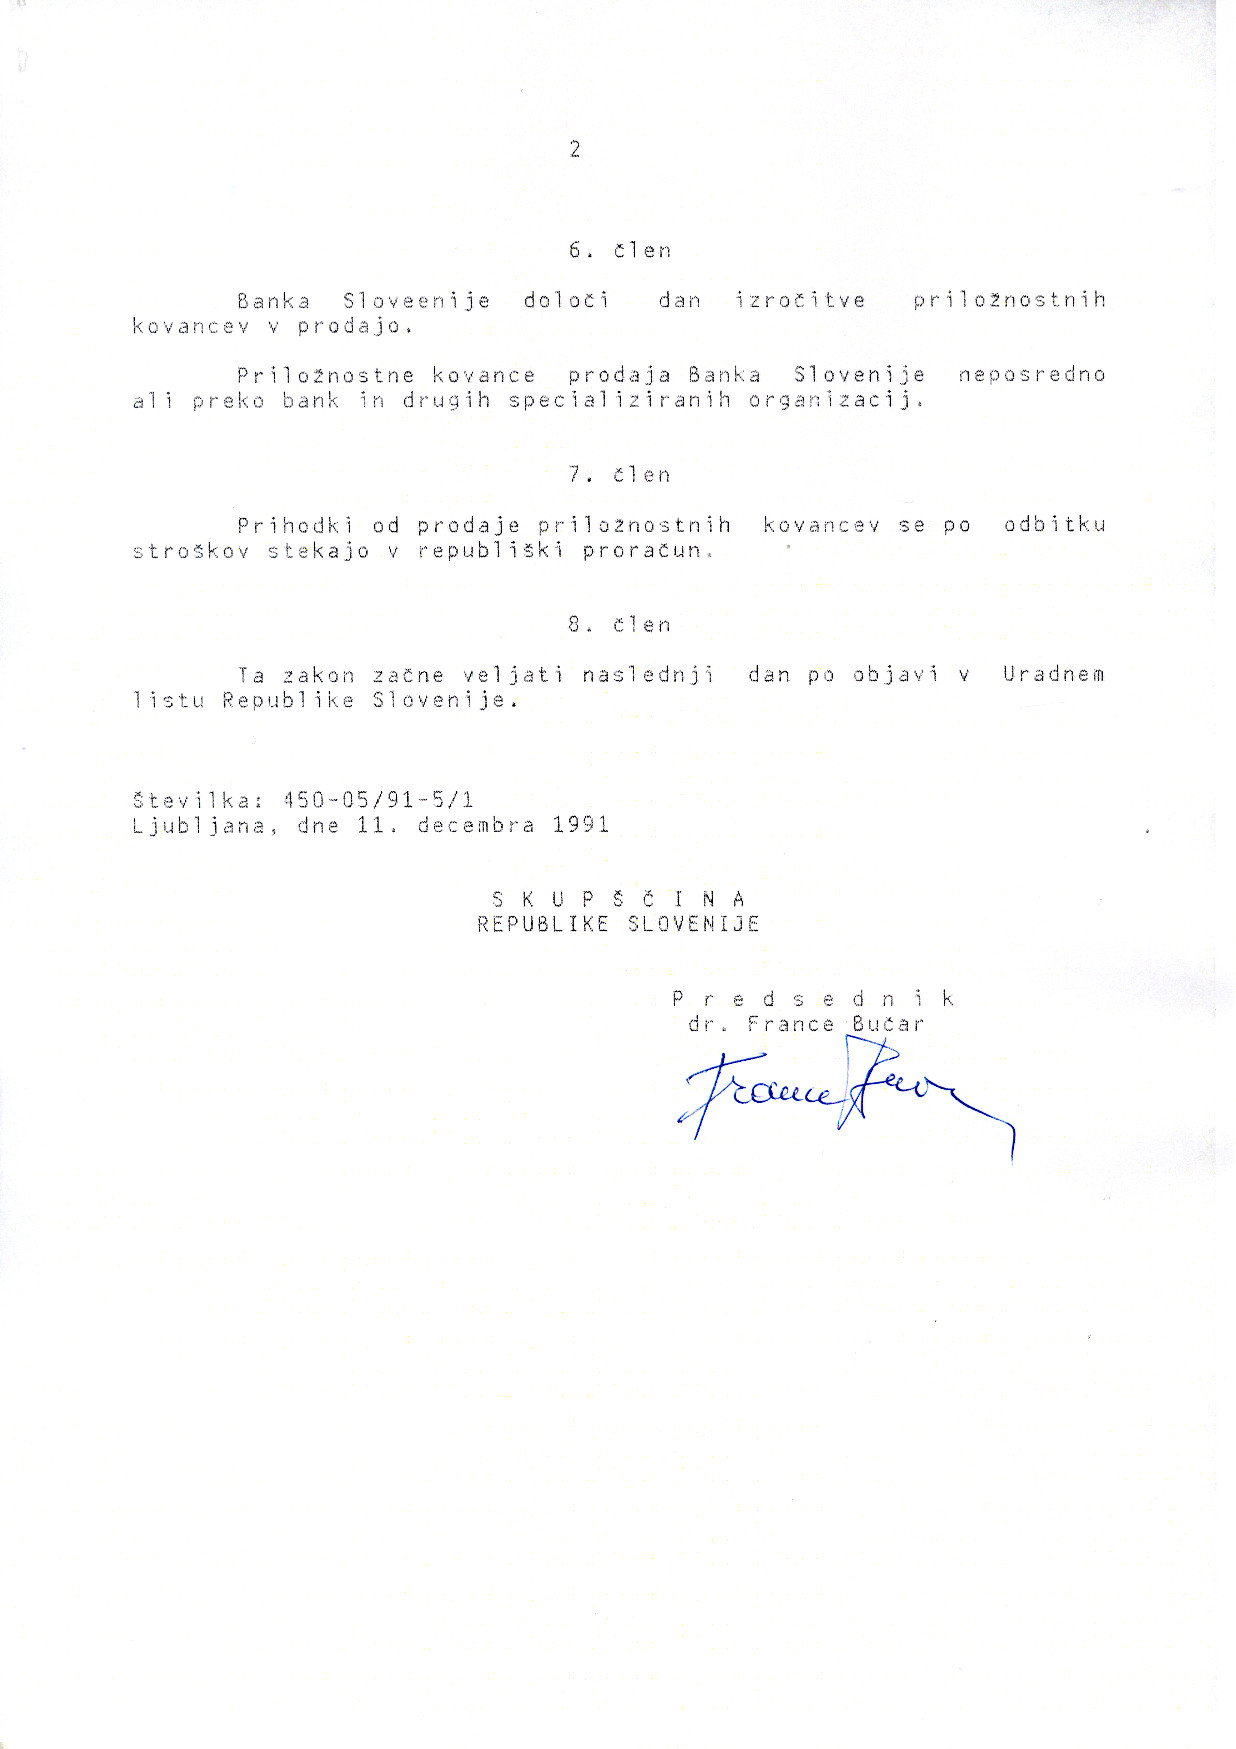 2
6. člen
Banka Sloveenije določi dan izročitve priložnostnih
kovancev v prodajo.
Priložnostne kovance prodaja Banka Slovenije neposredno
ali preko bank in drugih specializiranih organizacij.
7. člen
Prihodki od prodaje priložnostnih kovancev se po odbitku
stroškov stekajo v republiški proračun.
8. člen
Ta zakon začne veljati naslednji dan po objavi v Uradnem
listu Republike Slovenije.
Številka: 450-05/91-5/1
Ljubljana, dne 11. decembra 1991
S K U P Š Č I N A
REPUBLIKE SLOVENIJE
P r e d s e d n i k
dr. France Bučar
France Bučar